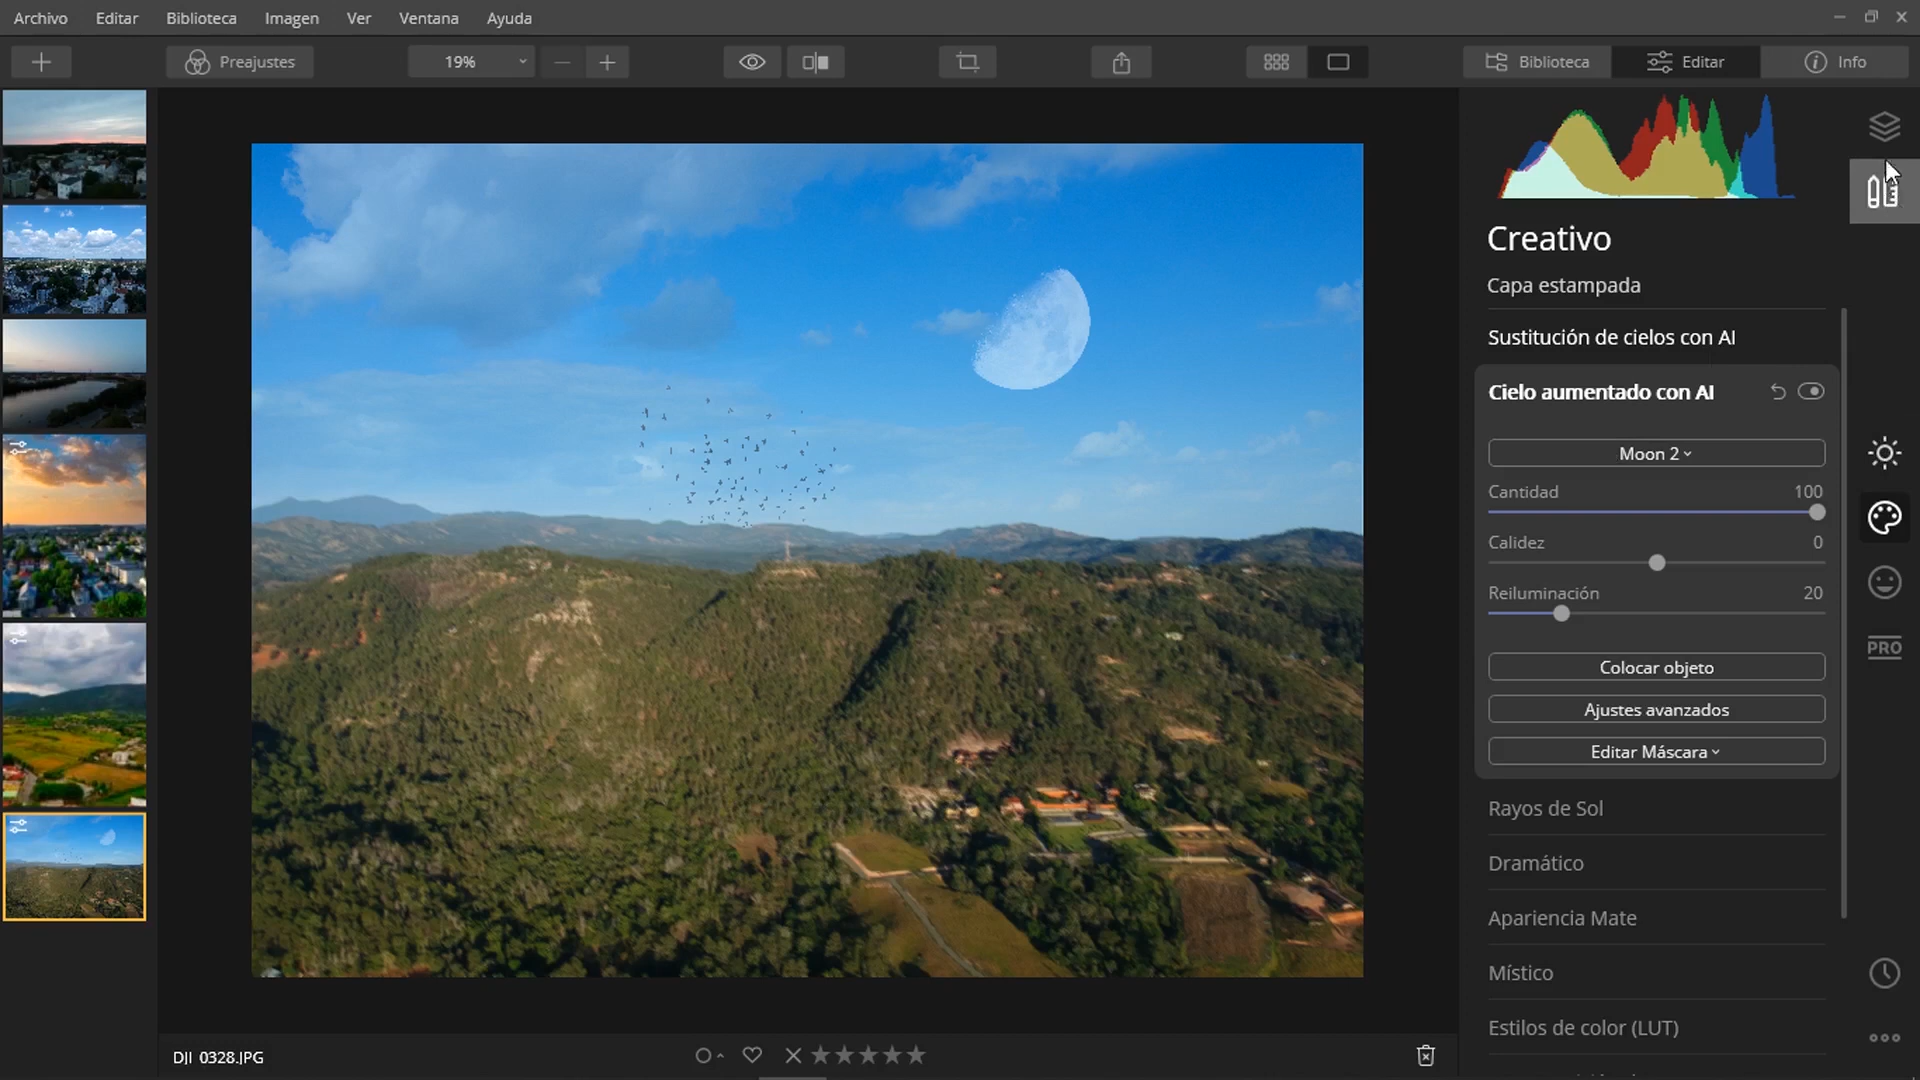 Archivo Editar Biblioteca Imagen Ver Ventana Ayuda
Preajustes 19% Biblioteca Editar Info
Creativo
Capa estampada
Sustitución de cielos con AI
Cielo aumentado con AI
Moon 2
Cantidad 100
Calidez 0
Reiluminación 20
Colocar objeto
Ajustes avanzados
Editar Máscara
PRO
Rayos de Sol
Dramático
Apariencia Mate
Místico
Estilos de color (LUT)
DJI 0328.JPG